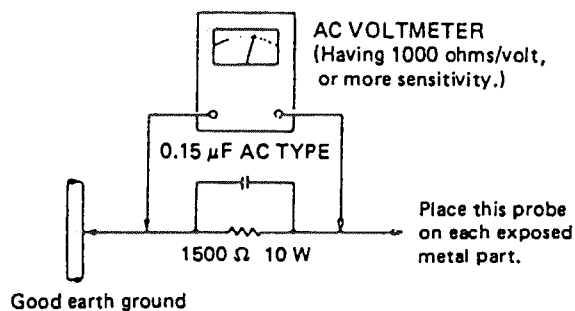 AC VOLTMETER
(Having 1000 ohms/volt,
or more sensitivity.)
0.15 µF AC TYPE
1500 Ω 10 W
Place this probe
on each exposed
metal part.
Good earth ground